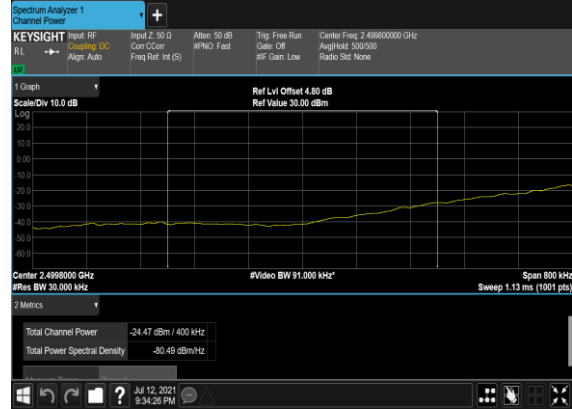 Spectrum Analyzer 1
Channel Power
+
KEYSIGHT Input: RF Input Z: 50 Ω Atten: 50 dB Trig: Free Run Center Freq: 2.499800000 GHz
RL Coupling: DC Corr CCorr #PNO: Fast Gate: Off Avg|Hold: 500/500
Align: Auto Freq Ref: Int (S) #IF Gain: Low Radio Std: None
1 Graph
Ref Lvl Offset 4.80 dB
Scale/Div 10.0 dB Ref Value 30.00 dBm
Log
20.0
10.0
0.00
-10.0
-20.0
-30.0
-40.0
-50.0
-60.0
Center 2.4998000 GHz #Video BW 91.000 kHz* Span 800 kHz
#Res BW 30.000 kHz Sweep 1.13 ms (1001 pts)
2 Metrics
Total Channel Power -24.47 dBm / 400 kHz
Total Power Spectral Density -80.49 dBm/Hz
?
Jul 12, 2021
9:34:26 PM